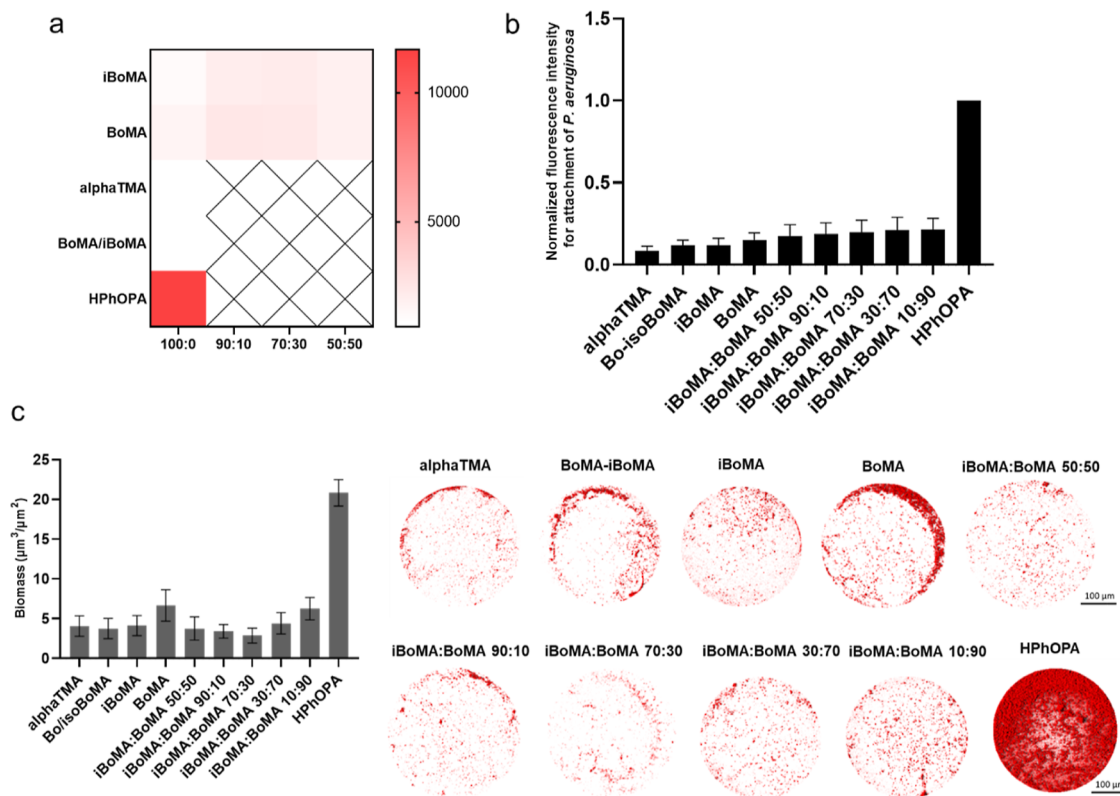 a
iBoMA
BoMA
alphaTMA
BoMA/iBoMA
HPhOPA
100:0 90:10 70:30 50:50
10000
5000
b
Normalized fluorescence intensity
for attachment of P. aeruginosa
1.5
1.0
0.5
0.0
alphaTMA
Bo-isoBoMA
iBoMA
BoMA
iBoMA:BoMA 50:50
iBoMA:BoMA 90:10
iBoMA:BoMA 70:30
iBoMA:BoMA 30:70
iBoMA:BoMA 10:90
HPhOPA
c
Biomass (µm³/µm²)
25
20
15
10
5
0
alphaTMA
Bo/isoBoMA
iBoMA
BoMA
iBoMA:BoMA 50:50
iBoMA:BoMA 90:10
iBoMA:BoMA 70:30
iBoMA:BoMA 30:70
iBoMA:BoMA 10:90
HPhOPA
alphaTMA BoMA-iBoMA iBoMA BoMA iBoMA:BoMA 50:50
100 µm
iBoMA:BoMA 90:10 iBoMA:BoMA 70:30 iBoMA:BoMA 30:70 iBoMA:BoMA 10:90 HPhOPA
100 µm